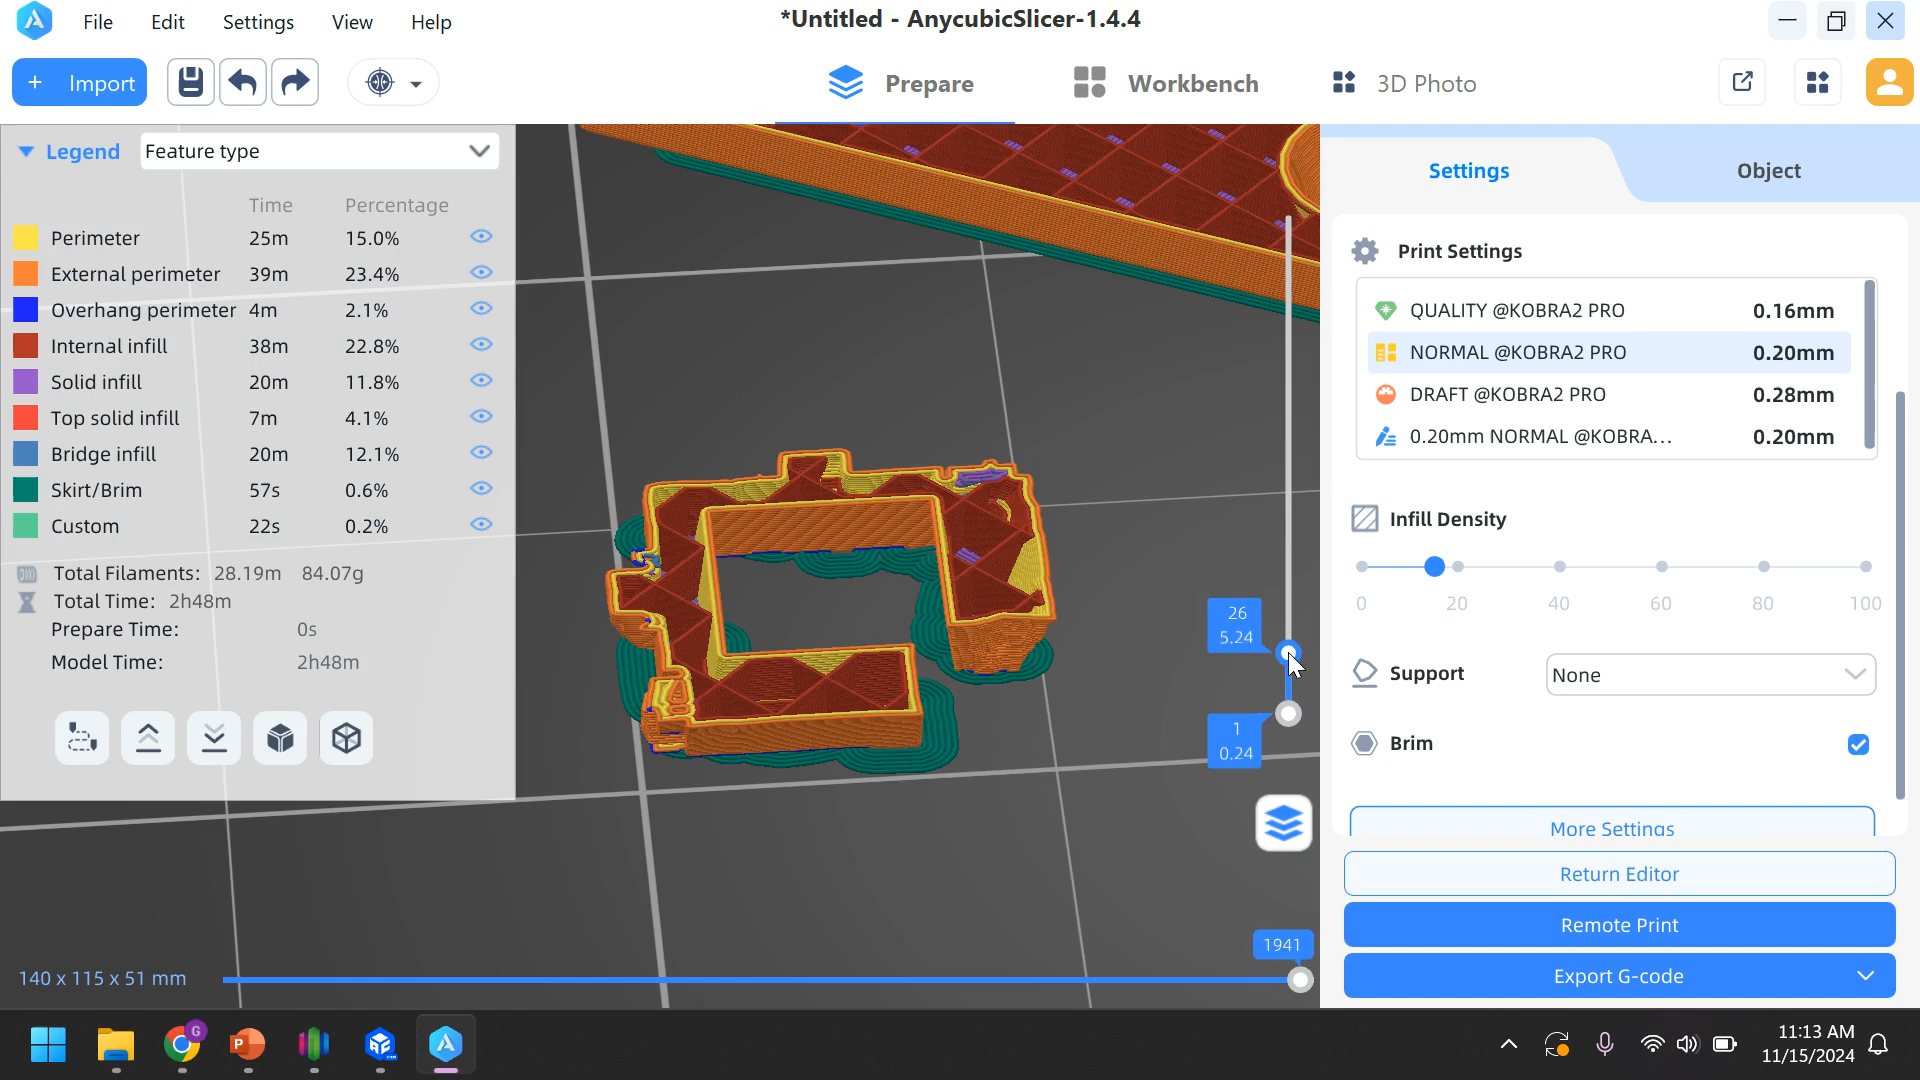 File Edit Settings View Help
*Untitled - AnycubicSlicer-1.4.4
+ Import
Prepare
Workbench
3D Photo
Legend
Feature type
Time Percentage
Perimeter 25m 15.0%
External perimeter 39m 23.4%
Overhang perimeter 4m 2.1%
Internal infill 38m 22.8%
Solid infill 20m 11.8%
Top solid infill 7m 4.1%
Bridge infill 20m 12.1%
Skirt/Brim 57s 0.6%
Custom 22s 0.2%
Total Filaments: 28.19m 84.07g
Total Time: 2h48m
Prepare Time: 0s
Model Time: 2h48m
26
5.24
1
0.24
1941
140 x 115 x 51 mm
Settings
Object
Print Settings
QUALITY @KOBRA2 PRO 0.16mm
NORMAL @KOBRA2 PRO 0.20mm
DRAFT @KOBRA2 PRO 0.28mm
0.20mm NORMAL @KOBRA... 0.20mm
Infill Density
0 20 40 60 80 100
Support None
Brim
More Settings
Return Editor
Remote Print
Export G-code
G
P
11:13 AM
11/15/2024